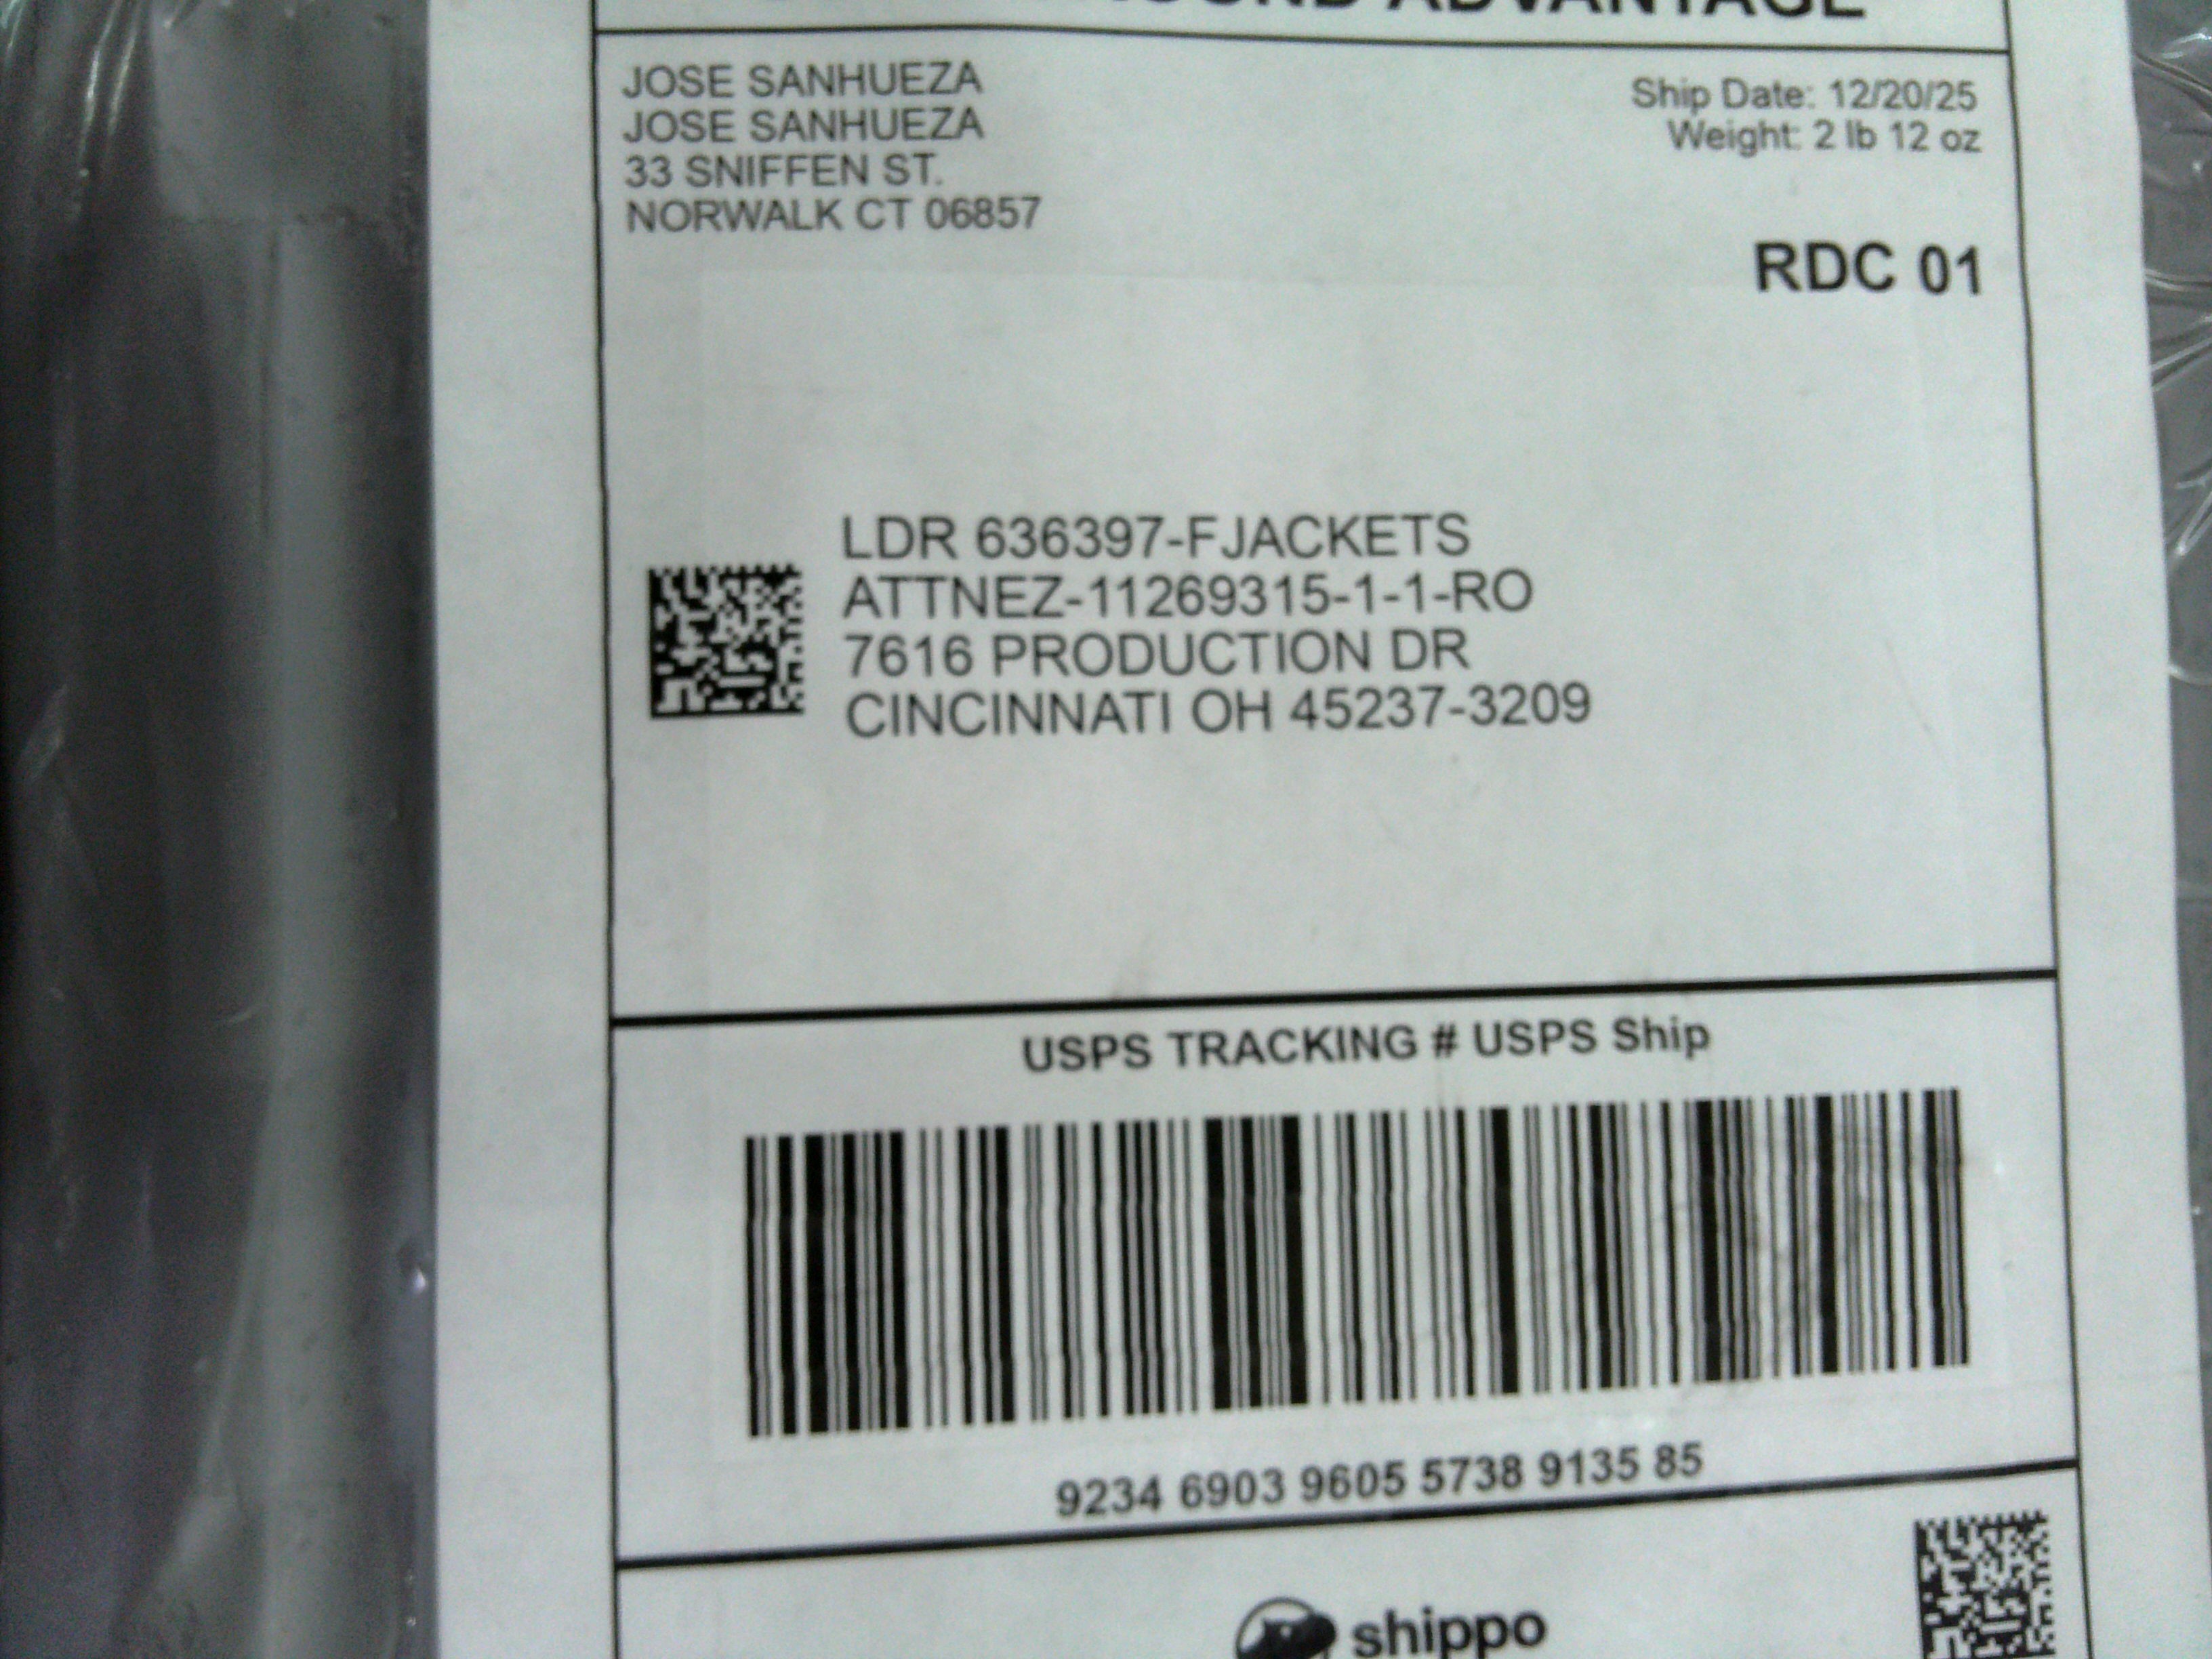 GROUND ADVANTAGE
JOSE SANHUEZA
JOSE SANHUEZA
33 SNIFFEN ST.
NORWALK CT 06857
Ship Date: 12/20/25
Weight: 2 lb 12 oz
RDC 01
LDR 636397-FJACKETS
ATTNEZ-11269315-1-1-RO
7616 PRODUCTION DR
CINCINNATI OH 45237-3209
USPS TRACKING # USPS Ship
9234 6903 9605 5738 9135 85
shippo